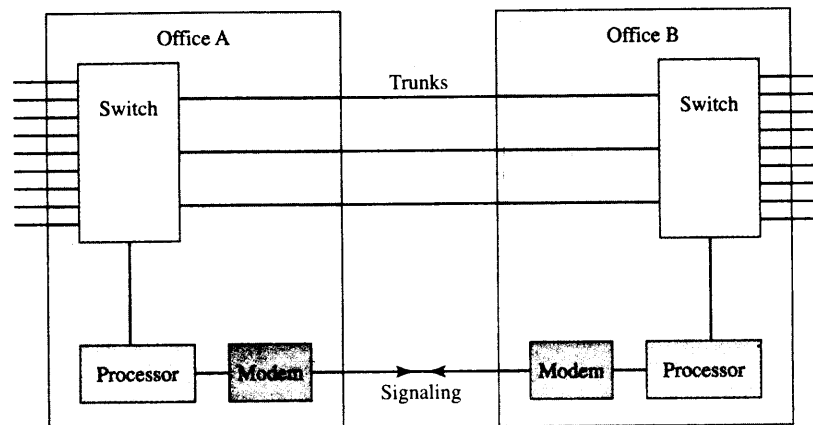 Office A
Office B
Trunks
Switch
Switch
Processor
Modem
Signaling
Modem
Processor